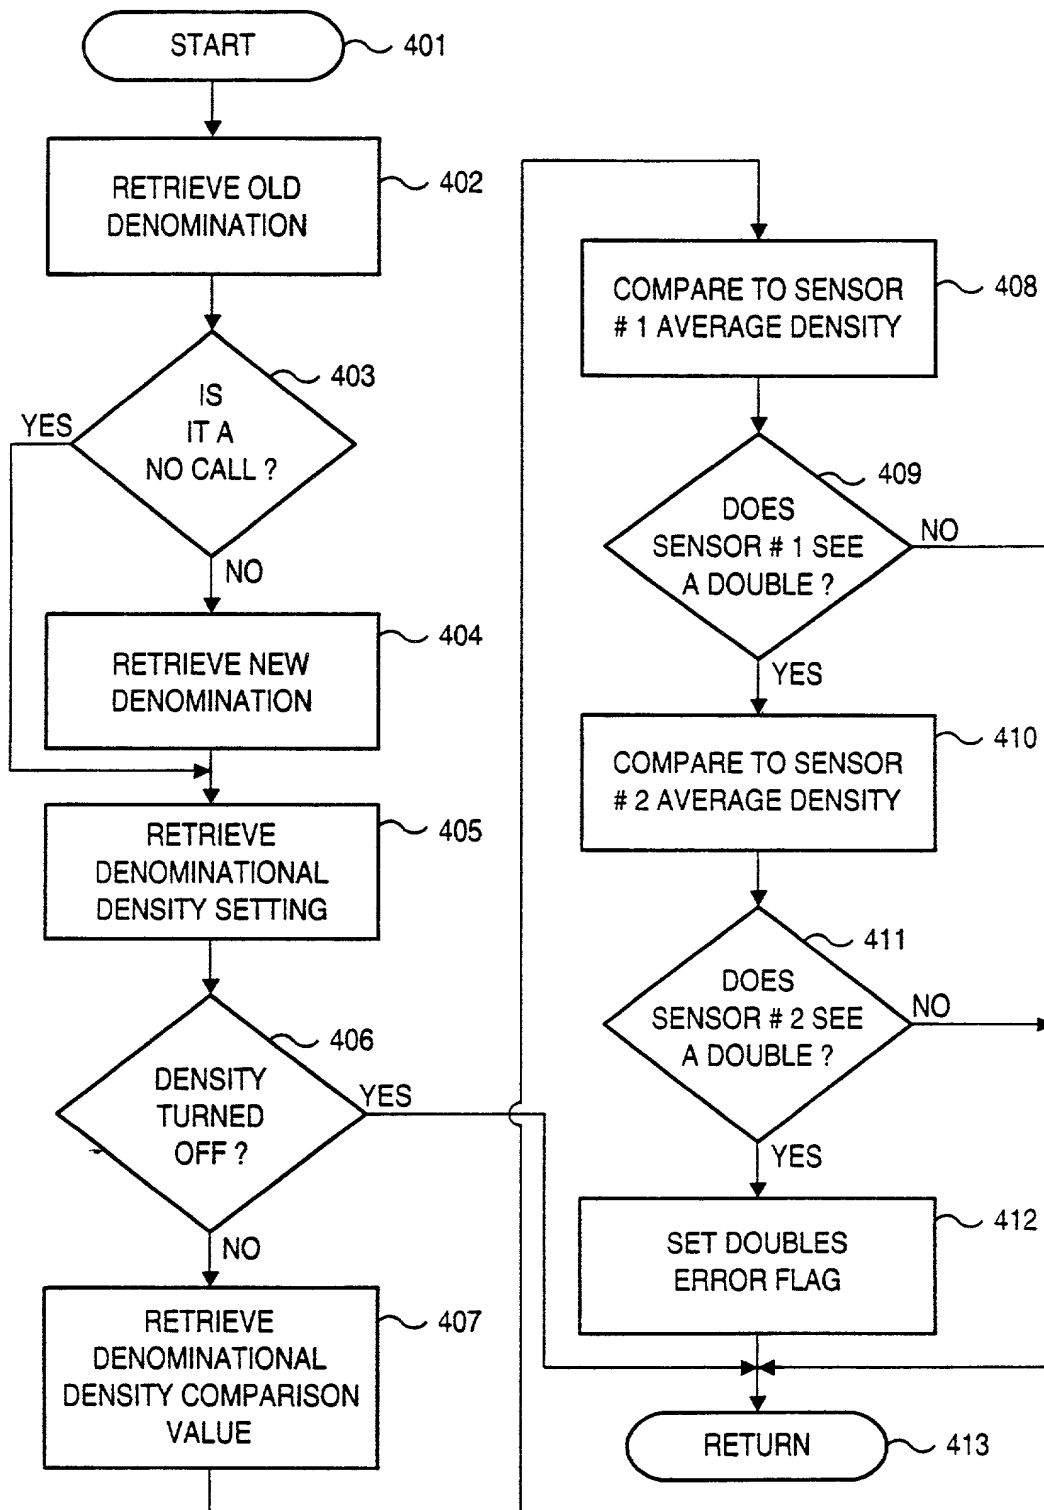 START
401
RETRIEVE OLD
DENOMINATION
402
IS
IT A
NO CALL ?
403
YES
NO
RETRIEVE NEW
DENOMINATION
404
RETRIEVE
DENOMINATIONAL
DENSITY SETTING
405
DENSITY
TURNED
OFF ?
406
YES
NO
RETRIEVE
DENOMINATIONAL
DENSITY COMPARISON
VALUE
407
COMPARE TO SENSOR
# 1 AVERAGE DENSITY
408
DOES
SENSOR # 1 SEE
A DOUBLE ?
409
NO
YES
COMPARE TO SENSOR
# 2 AVERAGE DENSITY
410
DOES
SENSOR # 2 SEE
A DOUBLE ?
411
NO
YES
SET DOUBLES
ERROR FLAG
412
RETURN
413